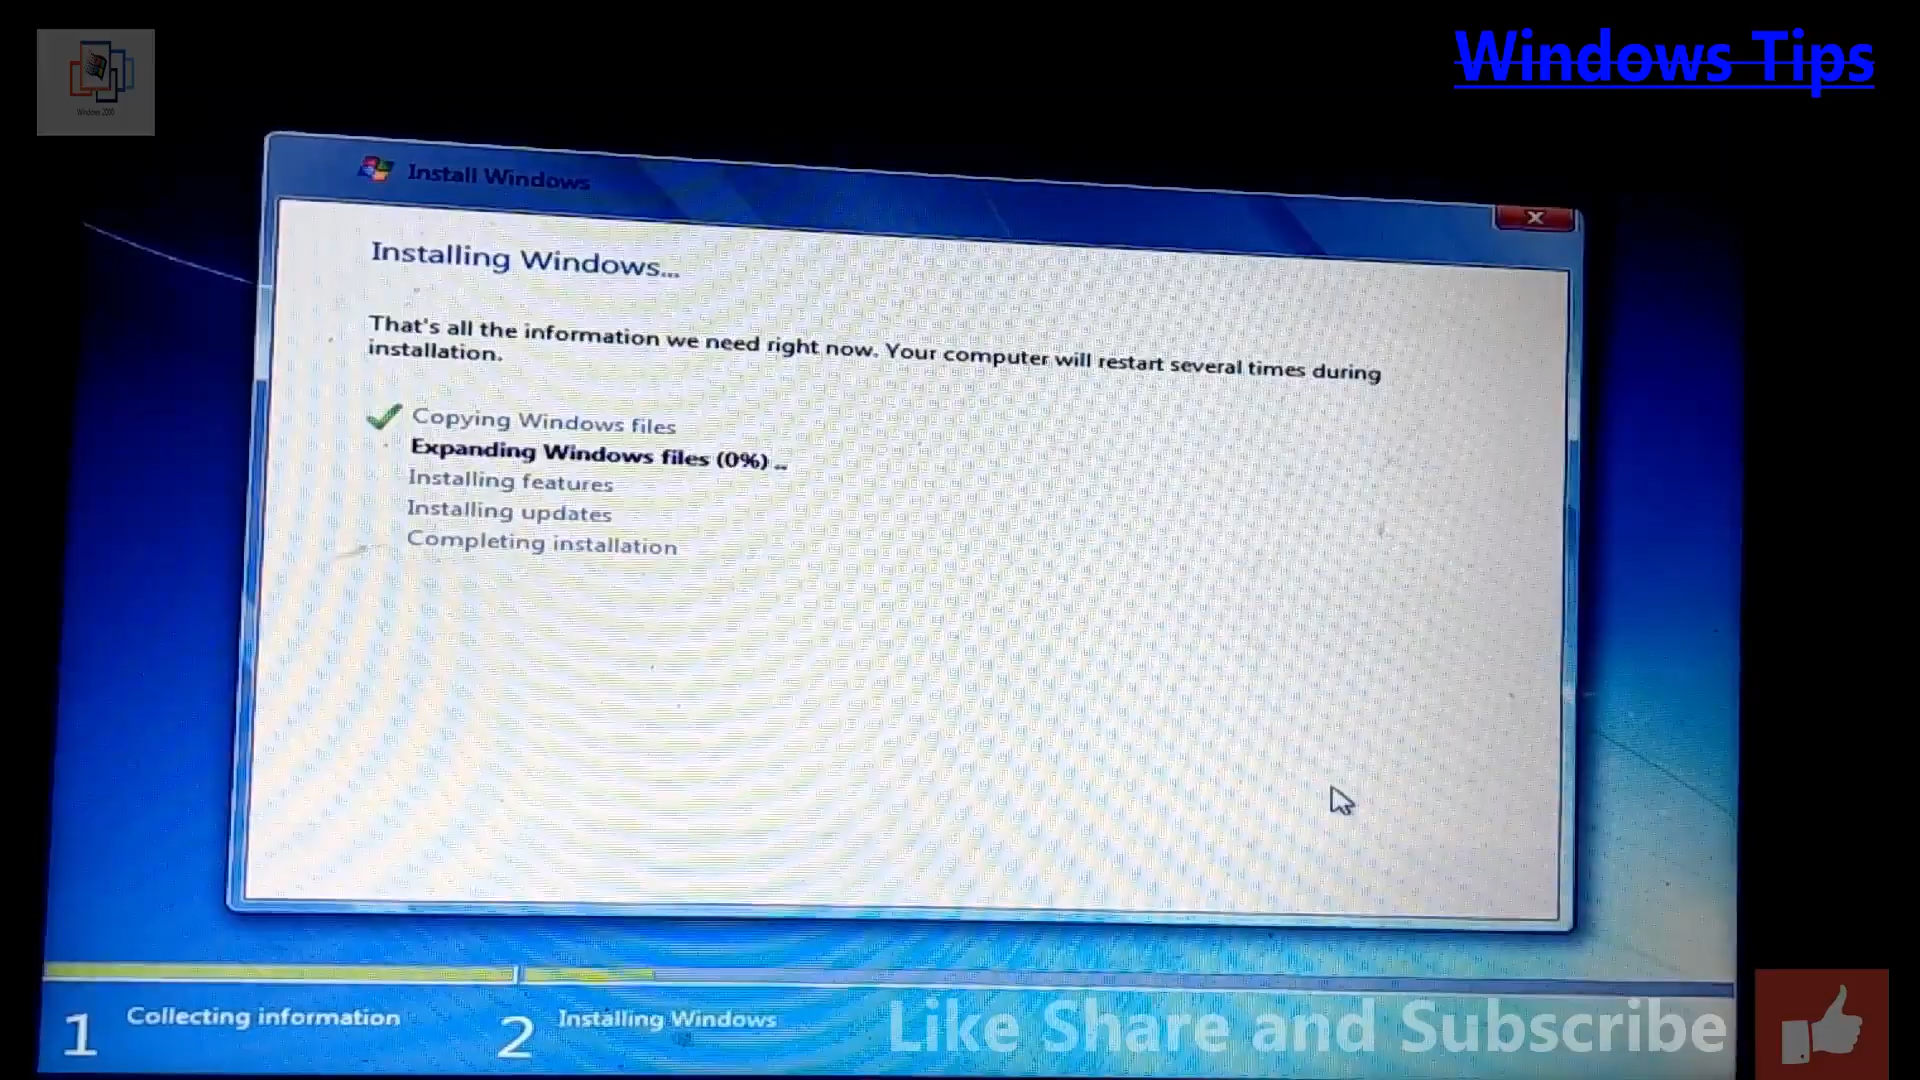 Windows 2000
Windows Tips
Install Windows
Installing Windows...
That's all the information we need right now. Your computer will restart several times during
installation.
Copying Windows files
Expanding Windows files (0%) ..
Installing features
Installing updates
Completing installation
1 Collecting information
2 Installing Windows
Like Share and Subscribe